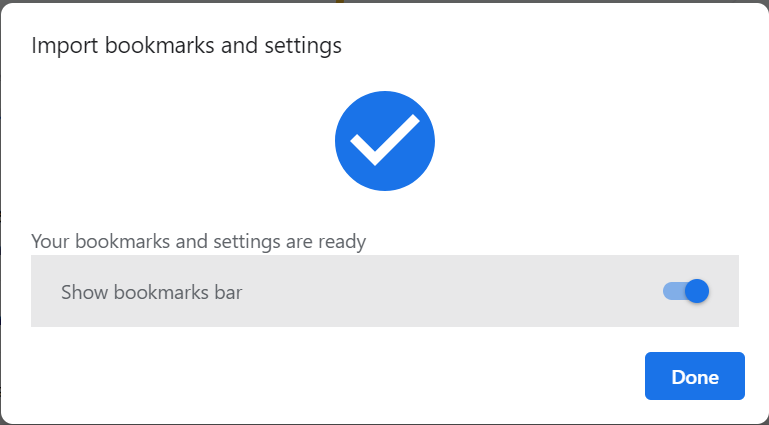 Import bookmarks and settings
Your bookmarks and settings are ready
Show bookmarks bar
Done